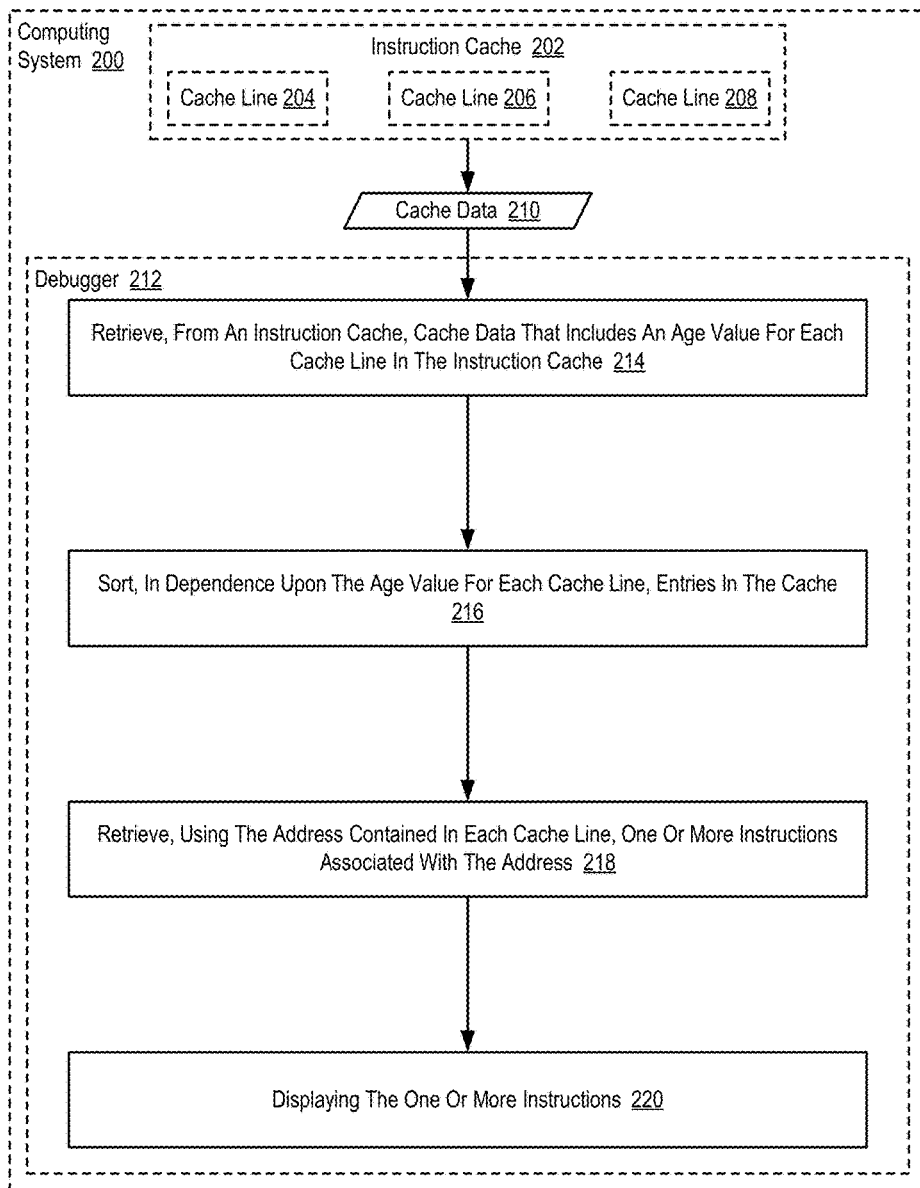 Computing
System 200
Instruction Cache 202
Cache Line 204
Cache Line 206
Cache Line 208
Cache Data 210
Debugger 212
Retrieve, From An Instruction Cache, Cache Data That Includes An Age Value For Each
Cache Line In The Instruction Cache 214
Sort, In Dependence Upon The Age Value For Each Cache Line, Entries In The Cache
216
Retrieve, Using The Address Contained In Each Cache Line, One Or More Instructions
Associated With The Address 218
Displaying The One Or More Instructions 220